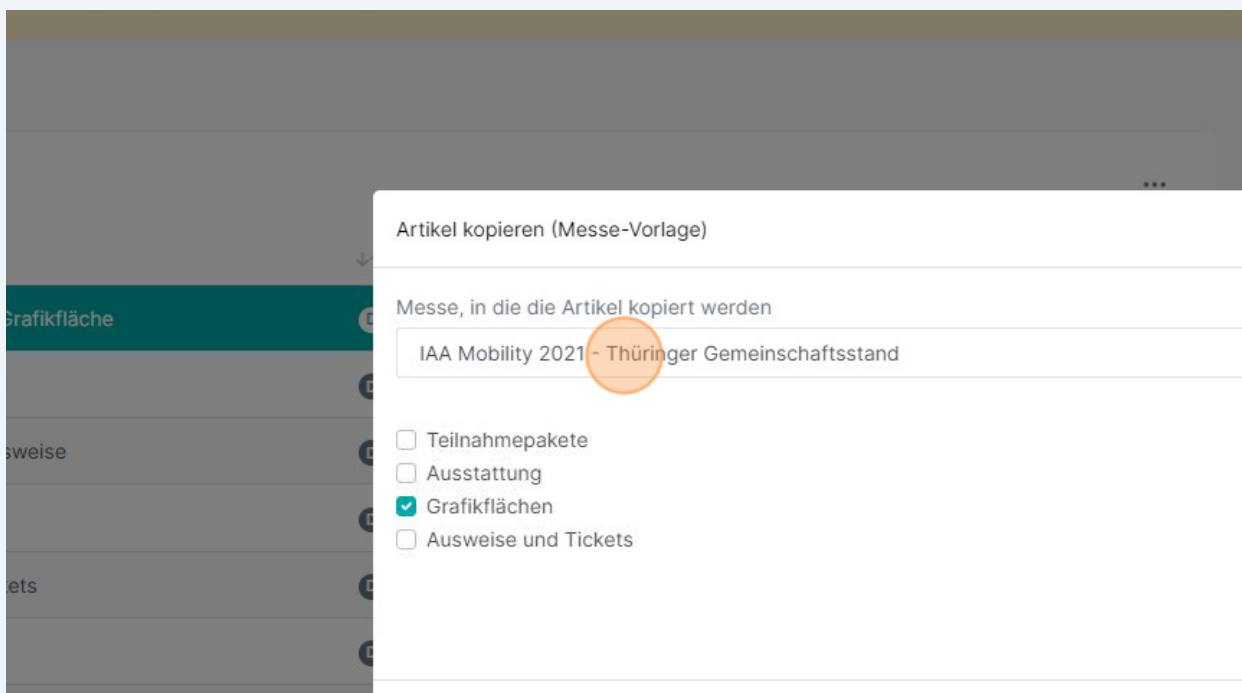 Artikel kopieren (Messe-Vorlage)
Messe, in die die Artikel kopiert werden
IAA Mobility 2021 - Thüringer Gemeinschaftsstand
Teilnahmepakete
Ausstattung
Grafikflächen
Ausweise und Tickets
Grafikfläche
sweise
ets